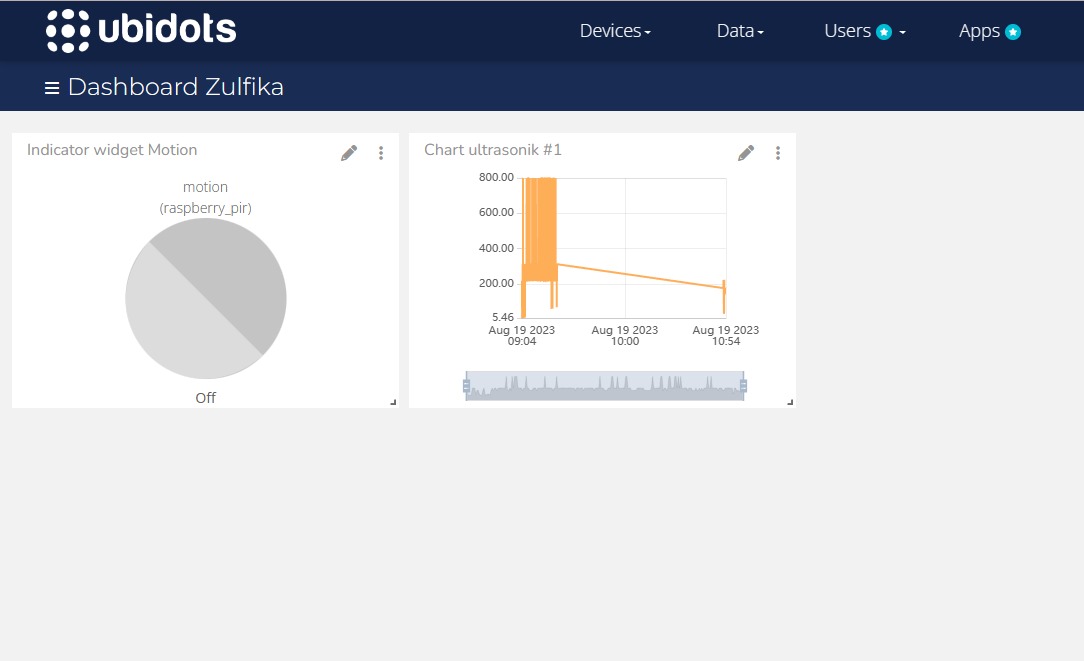 ubidots
Devices
Data
Users
Apps
Dashboard Zulfika
Indicator widget Motion
motion
(raspberry_pir)
Off
Chart ultrasonik #1
800.00
600.00
400.00
200.00
5.46
Aug 19 2023
09:04
Aug 19 2023
10:00
Aug 19 2023
10:54